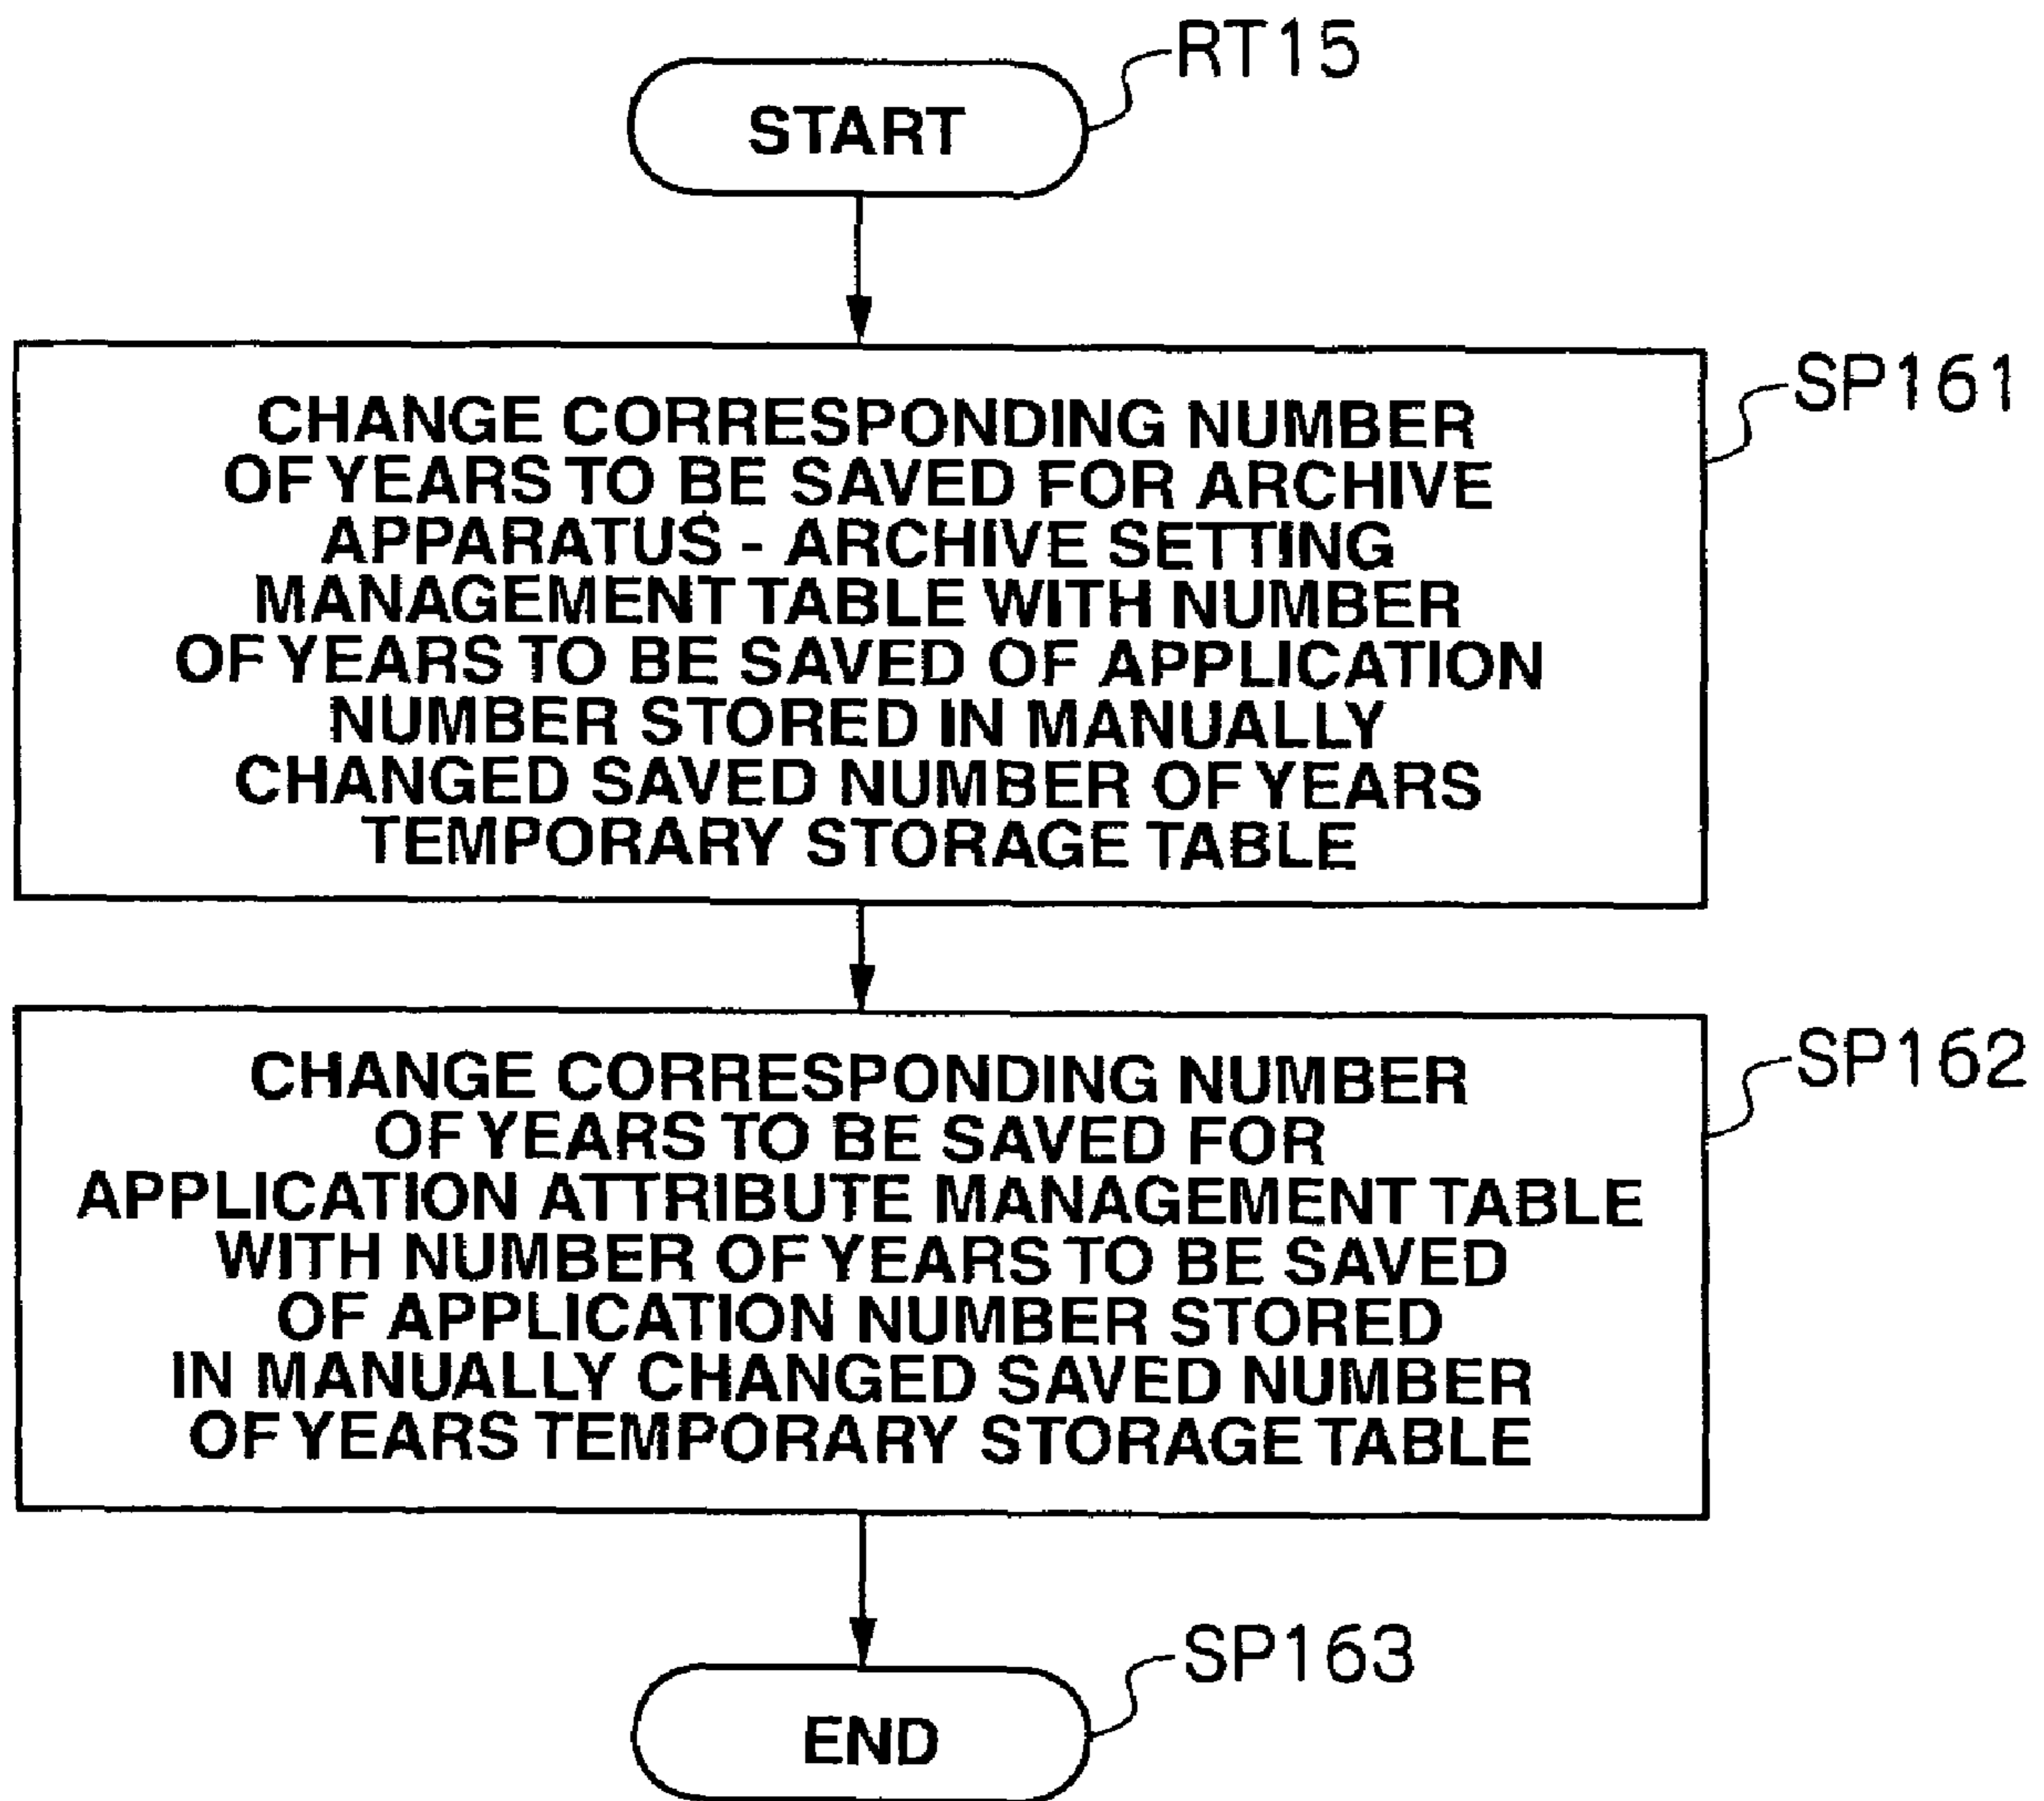 RT15
START
SP161
CHANGE CORRESPONDING NUMBER
OF YEARS TO BE SAVED FOR ARCHIVE
APPARATUS - ARCHIVE SETTING
MANAGEMENT TABLE WITH NUMBER
OF YEARS TO BE SAVED OF APPLICATION
NUMBER STORED IN MANUALLY
CHANGED SAVED NUMBER OF YEARS
TEMPORARY STORAGE TABLE
SP162
CHANGE CORRESPONDING NUMBER
OF YEARS TO BE SAVED FOR
APPLICATION ATTRIBUTE MANAGEMENT TABLE
WITH NUMBER OF YEARS TO BE SAVED
OF APPLICATION NUMBER STORED
IN MANUALLY CHANGED SAVED NUMBER
OF YEARS TEMPORARY STORAGE TABLE
SP163
END